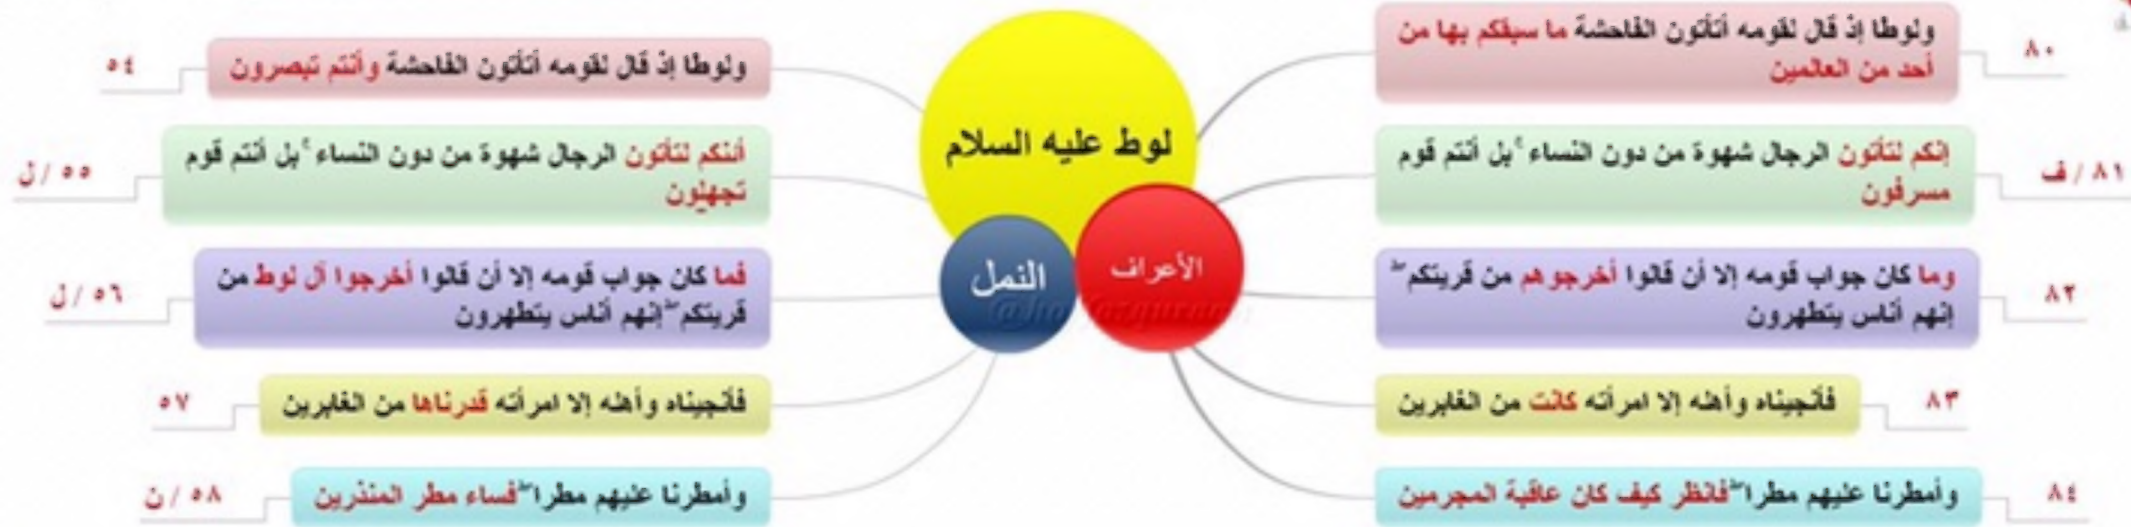 لوط عليه السلام
الأعراف
٨٠
ولوطا إذ قال لقومه أتأتون الفاحشة ما سبقكم بها من
أحد من العالمين
٨١ / ف
إنكم لتأتون الرجال شهوة من دون النساء ۚ بل أنتم قوم
مسرفون
٨٢
وما كان جواب قومه إلا أن قالوا أخرجوهم من قريتكم ۖ
إنهم أناس يتطهرون
٨٣
فأنجيناه وأهله إلا امرأته كانت من الغابرين
٨٤
وأمطرنا عليهم مطرا ۖ فانظر كيف كان عاقبة المجرمين
النمل
٥٤
ولوطا إذ قال لقومه أتأتون الفاحشة وأنتم تبصرون
٥٥ / ل
أئنكم لتأتون الرجال شهوة من دون النساء ۚ بل أنتم قوم
تجهلون
٥٦ / ل
فما كان جواب قومه إلا أن قالوا أخرجوا آل لوط من
قريتكم ۖ إنهم أناس يتطهرون
٥٧
فأنجيناه وأهله إلا امرأته قدرناها من الغابرين
٥٨ / ن
وأمطرنا عليهم مطرا ۖ فساء مطر المنذرين